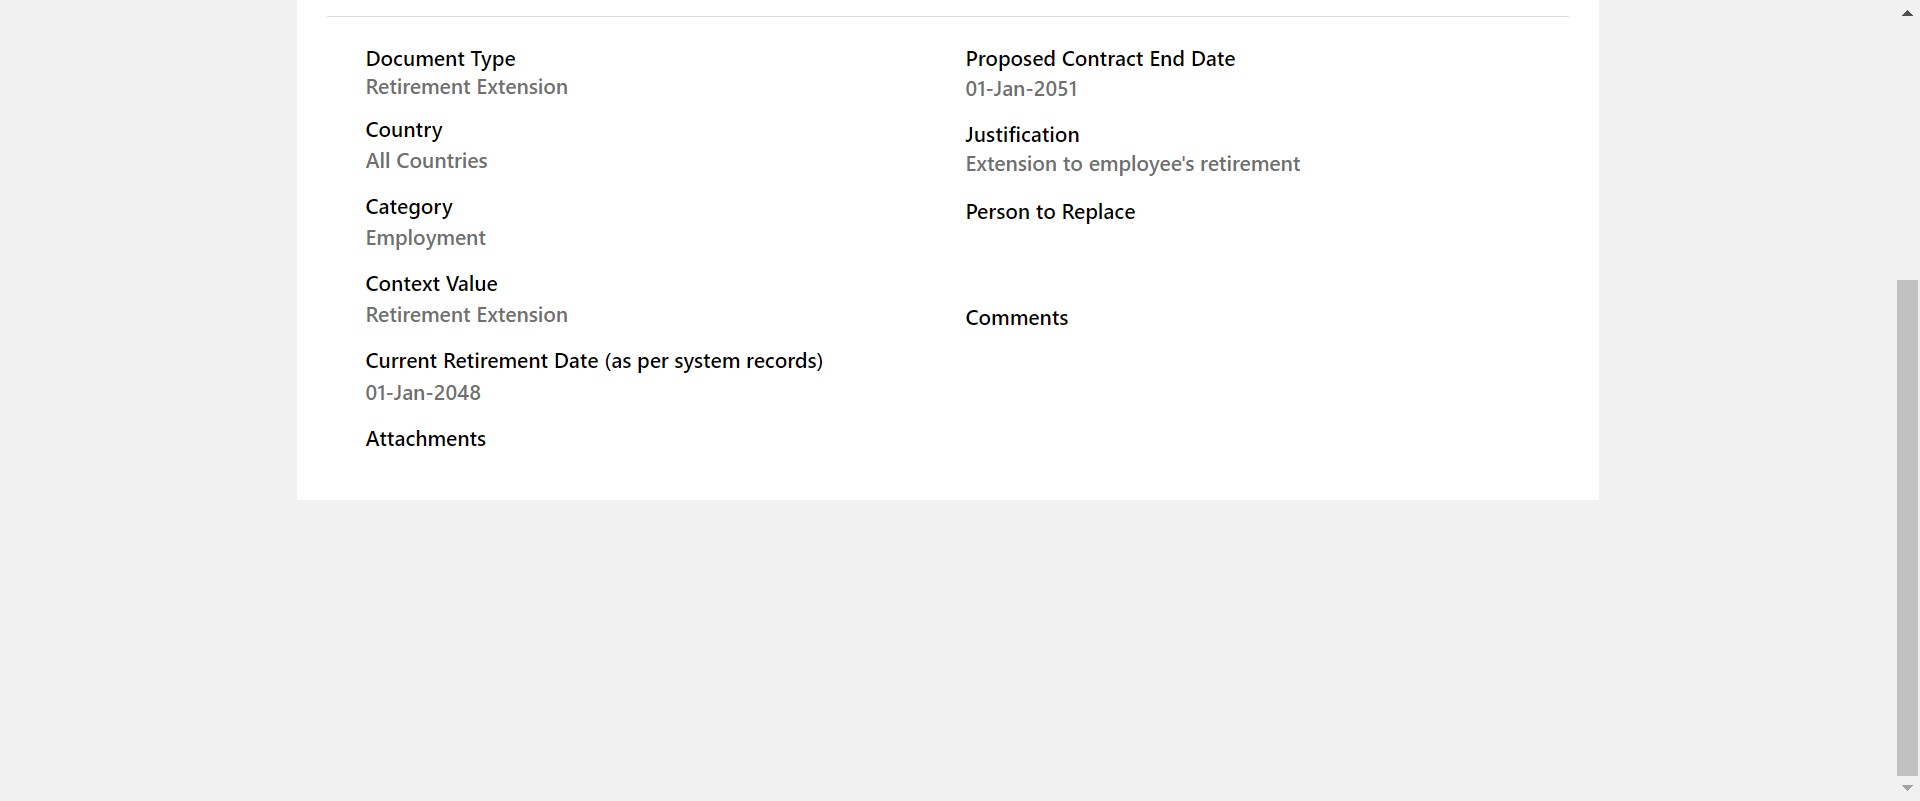 Document Type
Retirement Extension
Country
All Countries
Category
Employment
Context Value
Retirement Extension
Current Retirement Date (as per system records)
01-Jan-2048
Attachments
Proposed Contract End Date
01-Jan-2051
Justification
Extension to employee's retirement
Person to Replace
Comments